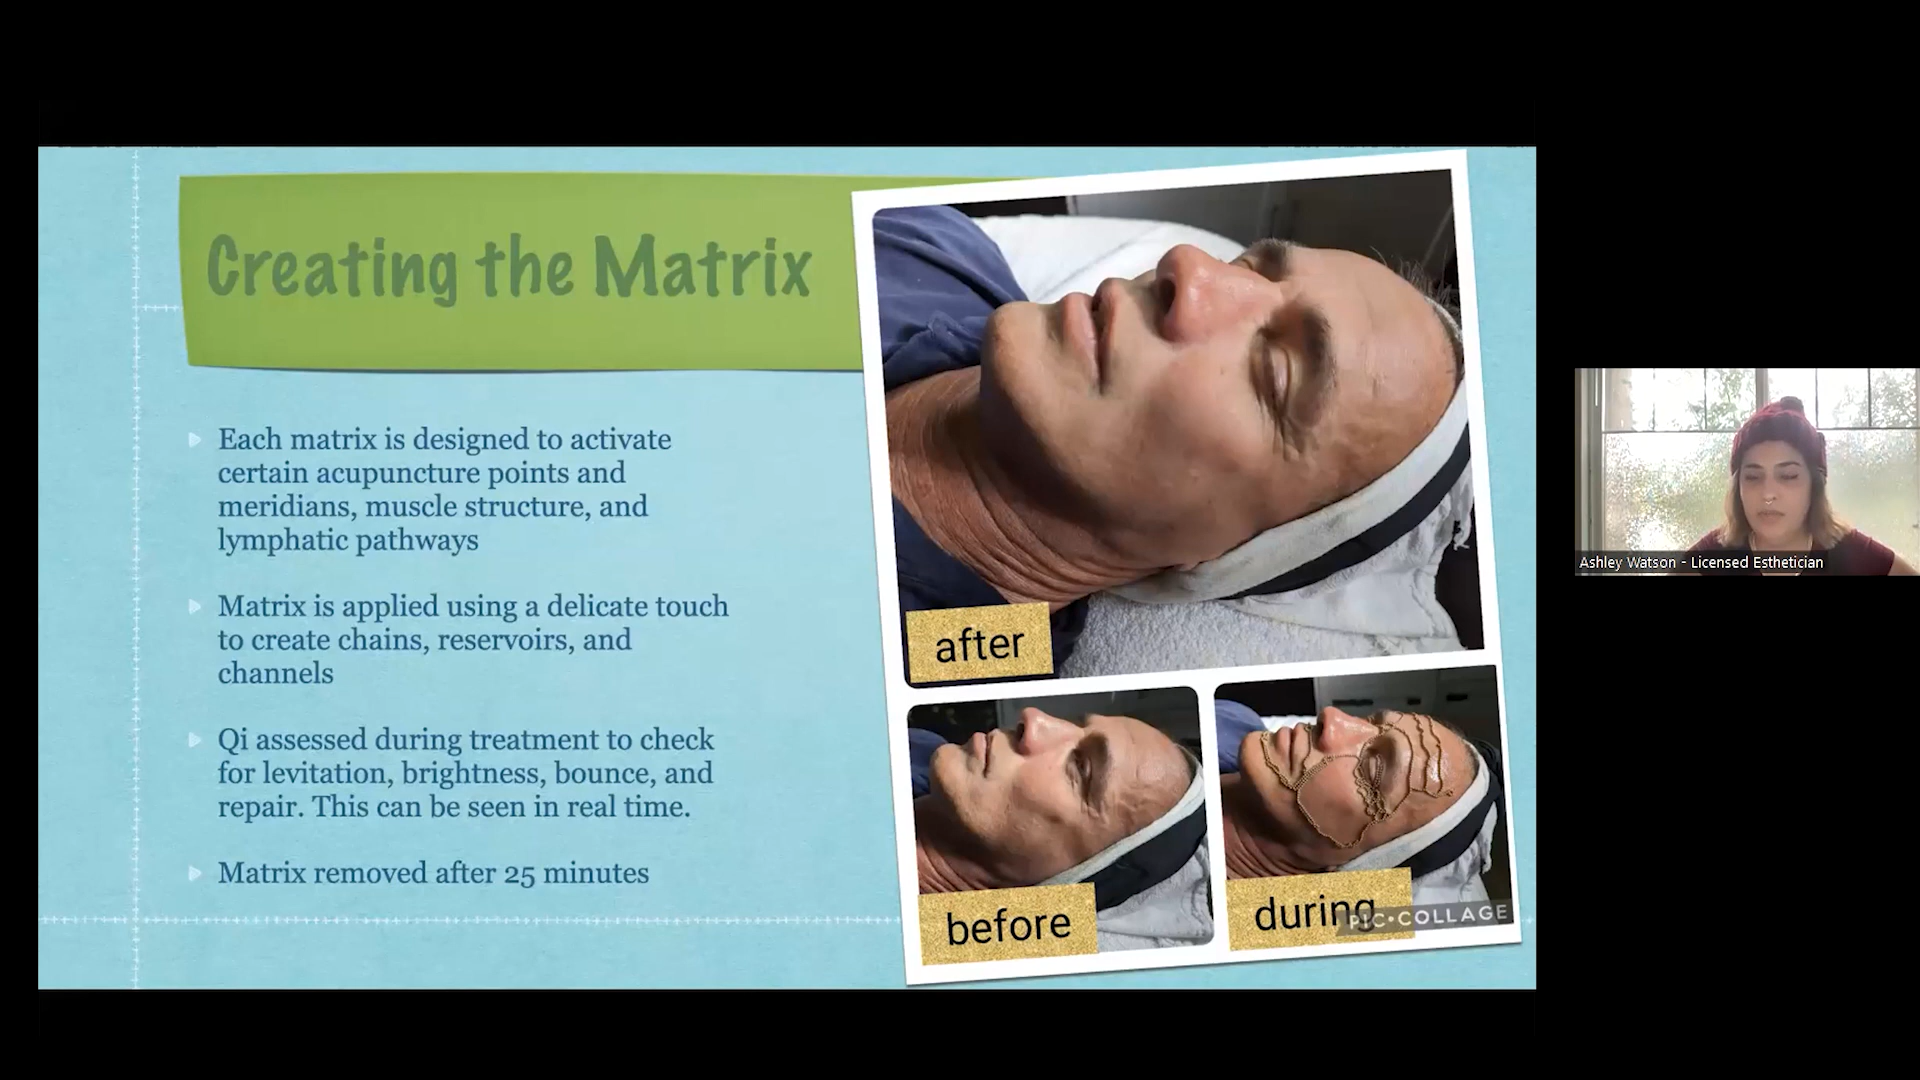 Creating the Matrix
Each matrix is designed to activate
certain acupuncture points and
meridians, muscle structure, and
lymphatic pathways
Matrix is applied using a delicate touch
to create chains, reservoirs, and
channels
Qi assessed during treatment to check
for levitation, brightness, bounce, and
repair. This can be seen in real time.
Matrix removed after 25 minutes
after
before
during
PIC•COLLAGE
Ashley Watson - Licensed Esthetician